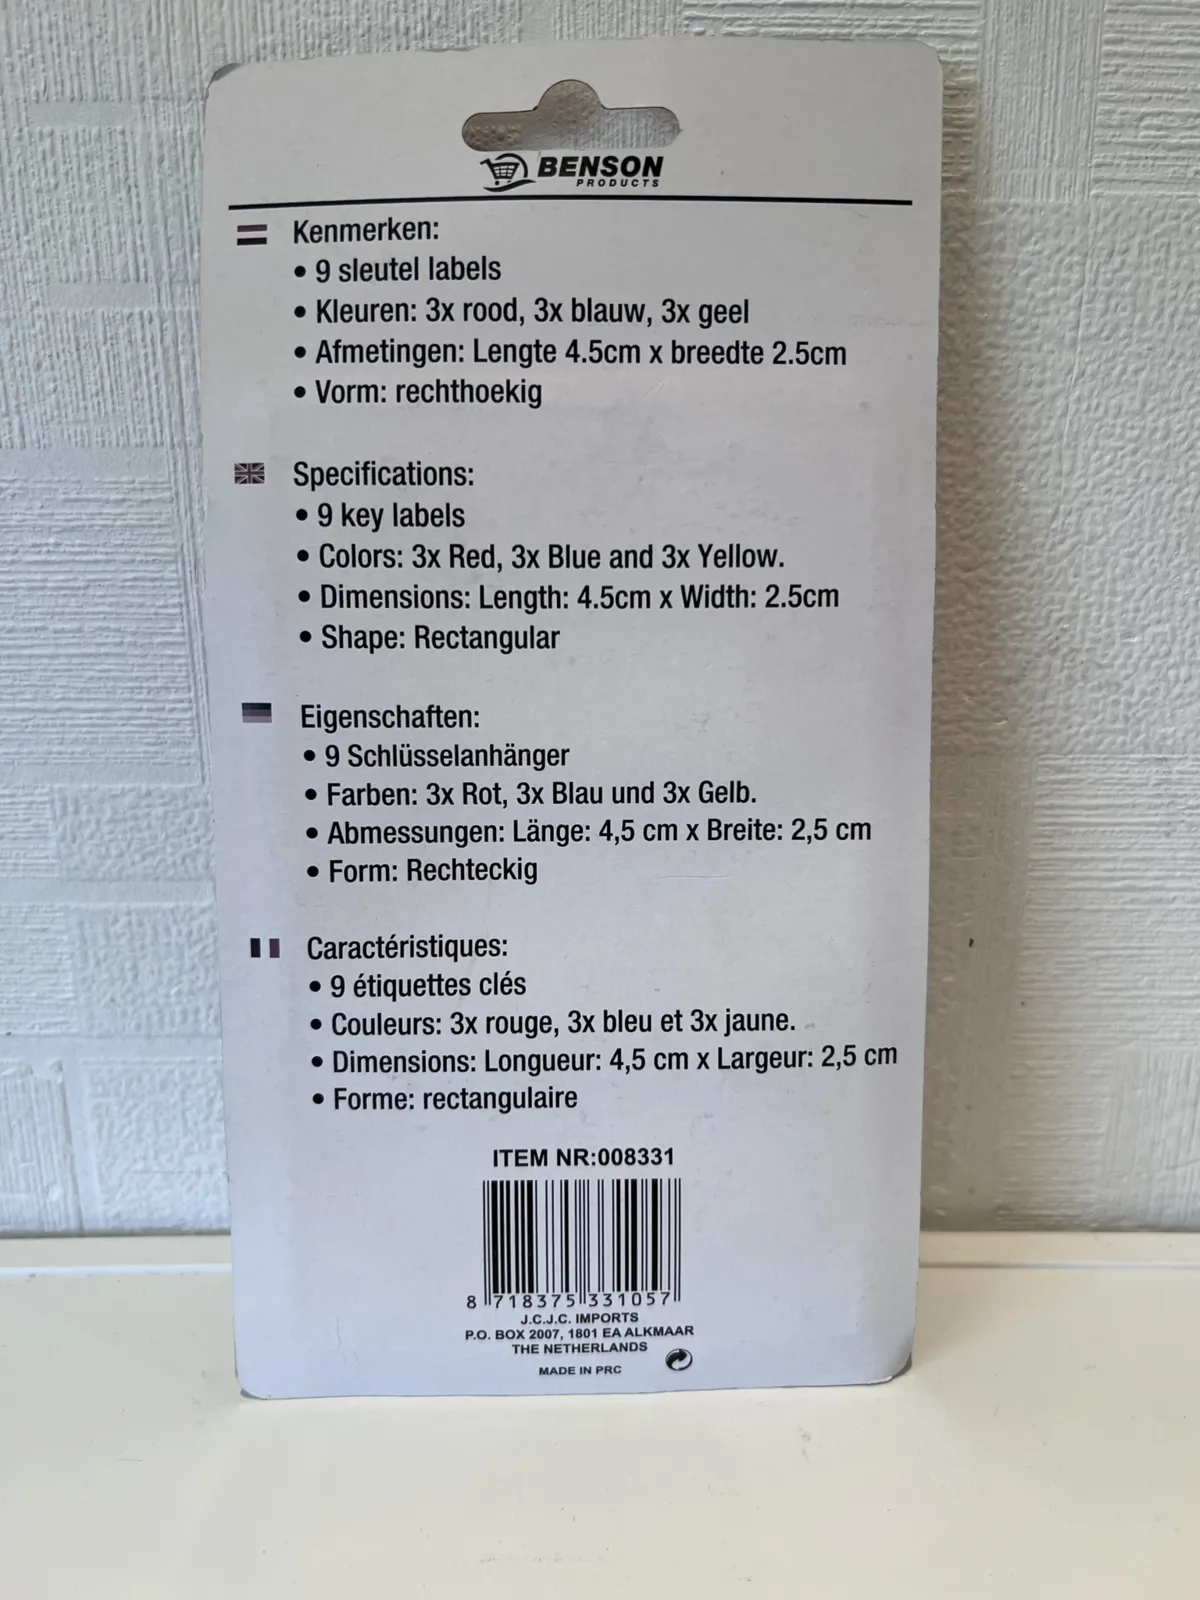 BENSON
PRODUCTS
Kenmerken:
• 9 sleutel labels
• Kleuren: 3x rood, 3x blauw, 3x geel
• Afmetingen: Lengte 4.5cm x breedte 2.5cm
• Vorm: rechthoekig
Specifications:
• 9 key labels
• Colors: 3x Red, 3x Blue and 3x Yellow.
• Dimensions: Length: 4.5cm x Width: 2.5cm
• Shape: Rectangular
Eigenschaften:
• 9 Schlüsselanhänger
• Farben: 3x Rot, 3x Blau und 3x Gelb.
• Abmessungen: Länge: 4,5 cm x Breite: 2,5 cm
• Form: Rechteckig
Caractéristiques:
• 9 étiquettes clés
• Couleurs: 3x rouge, 3x bleu et 3x jaune.
• Dimensions: Longueur: 4,5 cm x Largeur: 2,5 cm
• Forme: rectangulaire
ITEM NR:008331
8 718375 331057
J.C.J.C. IMPORTS
P.O. BOX 2007, 1801 EA ALKMAAR
THE NETHERLANDS
MADE IN PRC